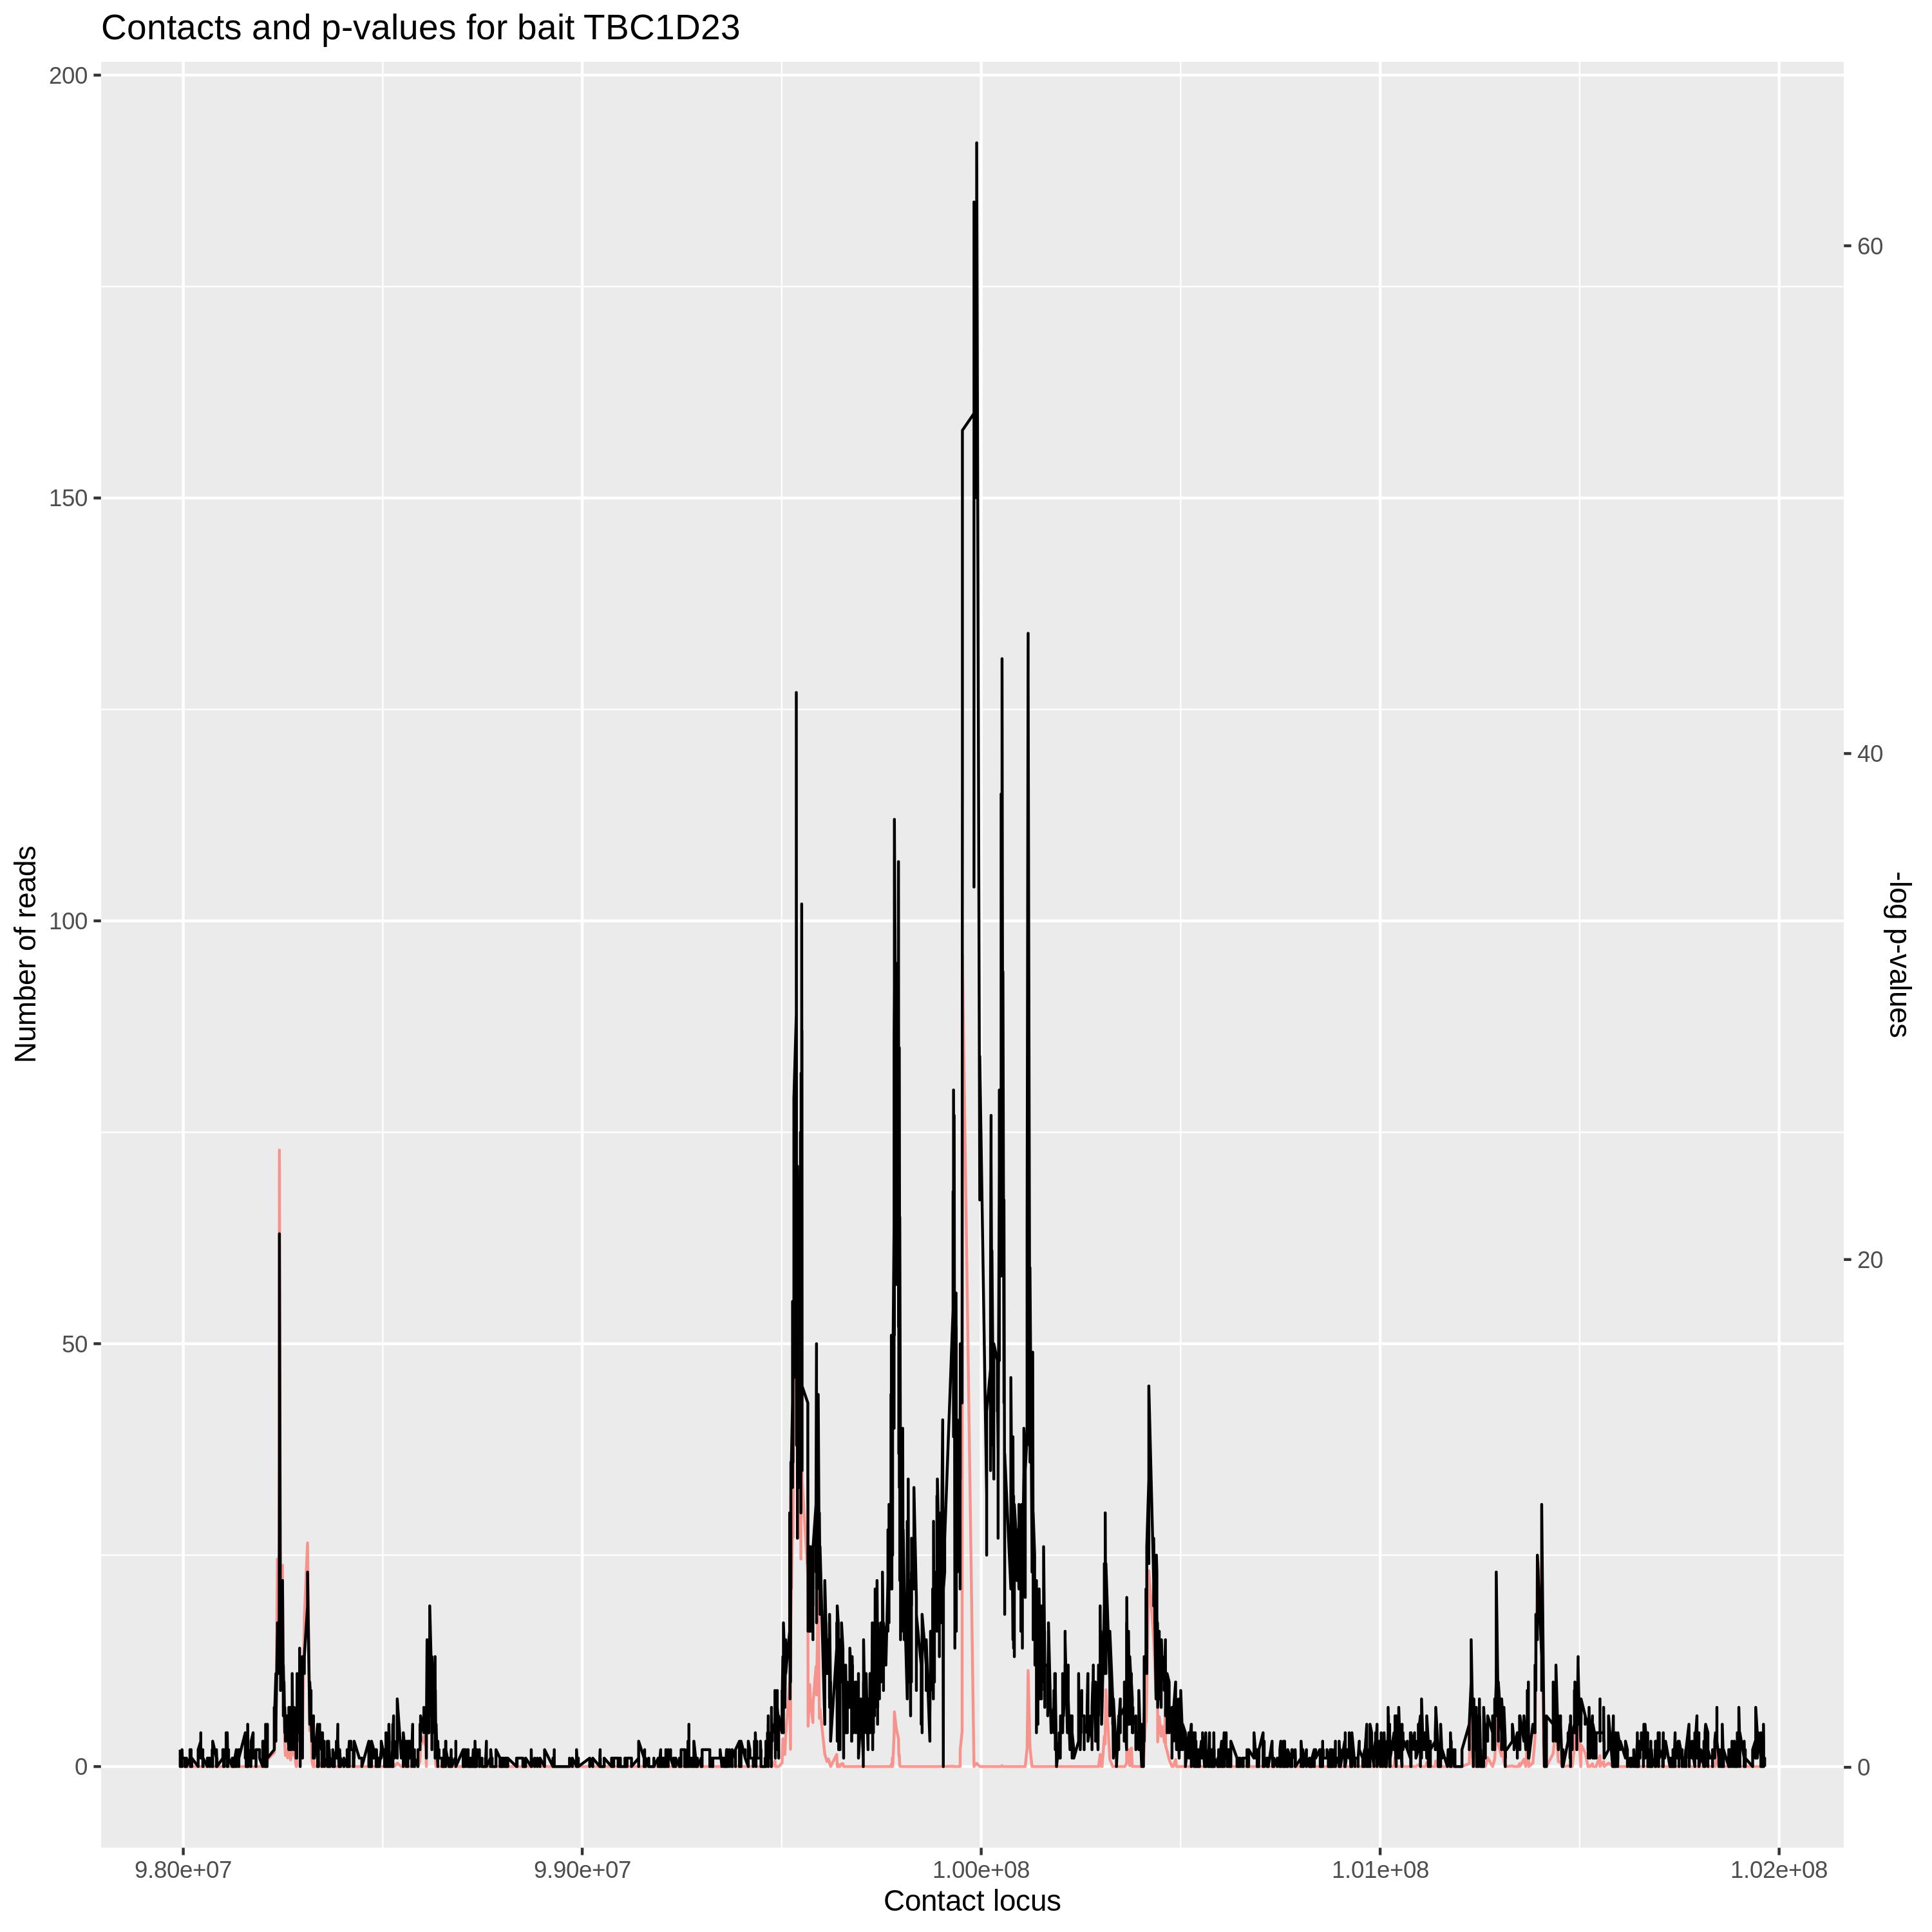 Contacts and p-values for bait TBC1D23
200
150
100
50
0
Number of reads
60
40
20
0
-log p-values
9.80e+07
9.90e+07
1.00e+08
1.01e+08
1.02e+08
Contact locus